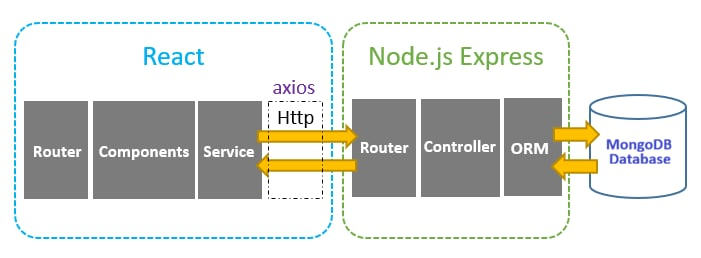 React
Node.js Express
axios
Http
Router
Components
Service
Router
Controller
ORM
MongoDB
Database